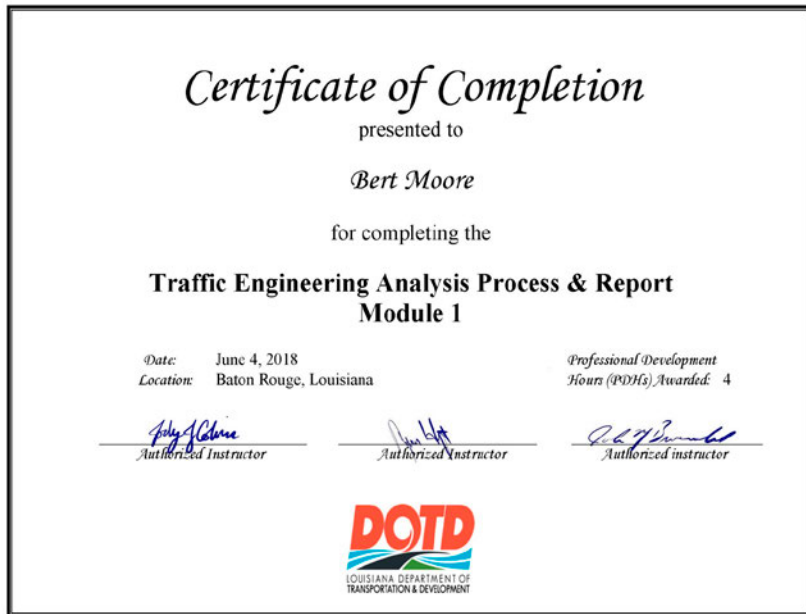 Certificate of Completion
presented to
Bert Moore
for completing the
Traffic Engineering Analysis Process & Report
Module 1
Date: June 4, 2018
Location: Baton Rouge, Louisiana
Professional Development
Hours (PDHs) Awarded: 4
Authorized Instructor
Authorized Instructor
Authorized instructor
DOTD
LOUISIANA DEPARTMENT OF
TRANSPORTATION & DEVELOPMENT